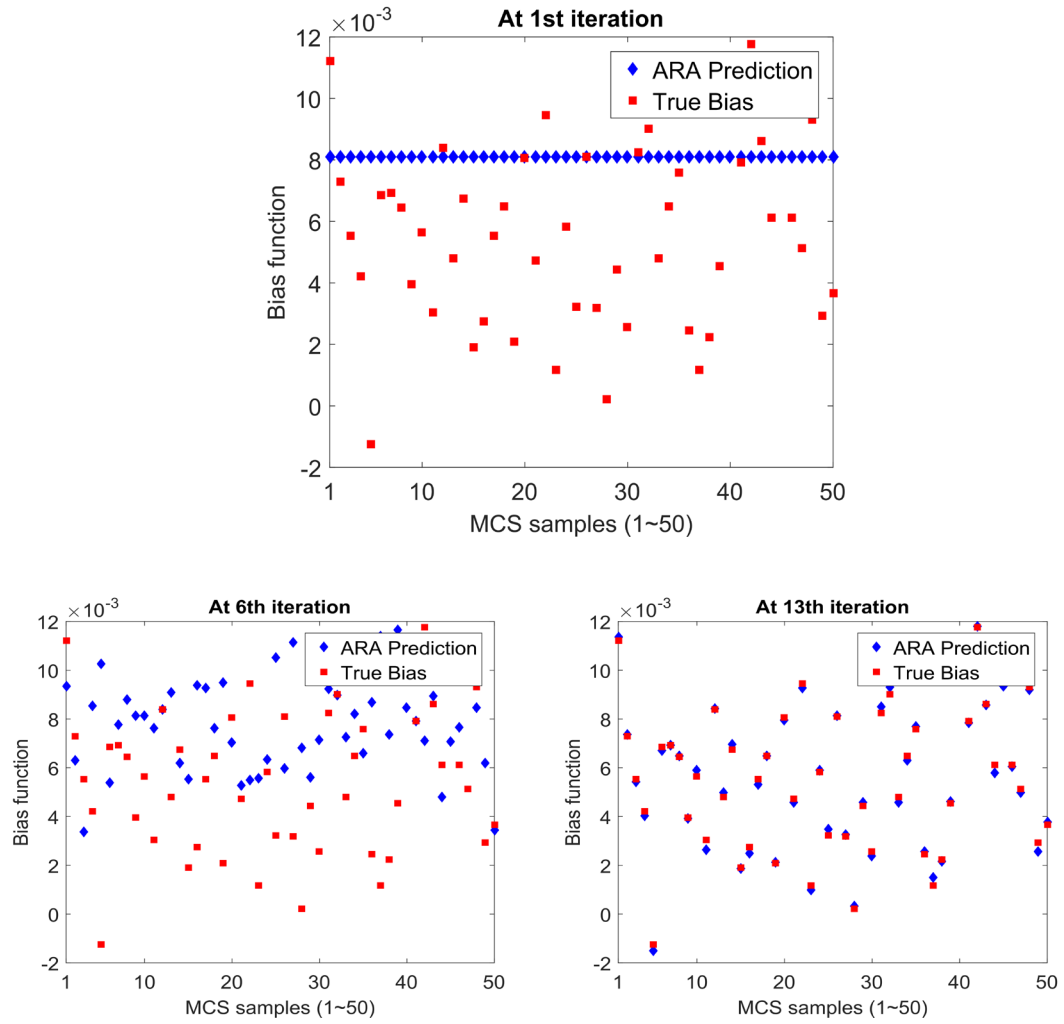 ×10⁻³
At 1st iteration
12
10
8
6
4
2
0
-2
Bias function
ARA Prediction
True Bias
1 10 20 30 40 50
MCS samples (1~50)
×10⁻³
At 6th iteration
12
10
8
6
4
2
0
-2
Bias function
ARA Prediction
True Bias
1 10 20 30 40 50
MCS samples (1~50)
×10⁻³
At 13th iteration
12
10
8
6
4
2
0
-2
Bias function
ARA Prediction
True Bias
1 10 20 30 40 50
MCS samples (1~50)